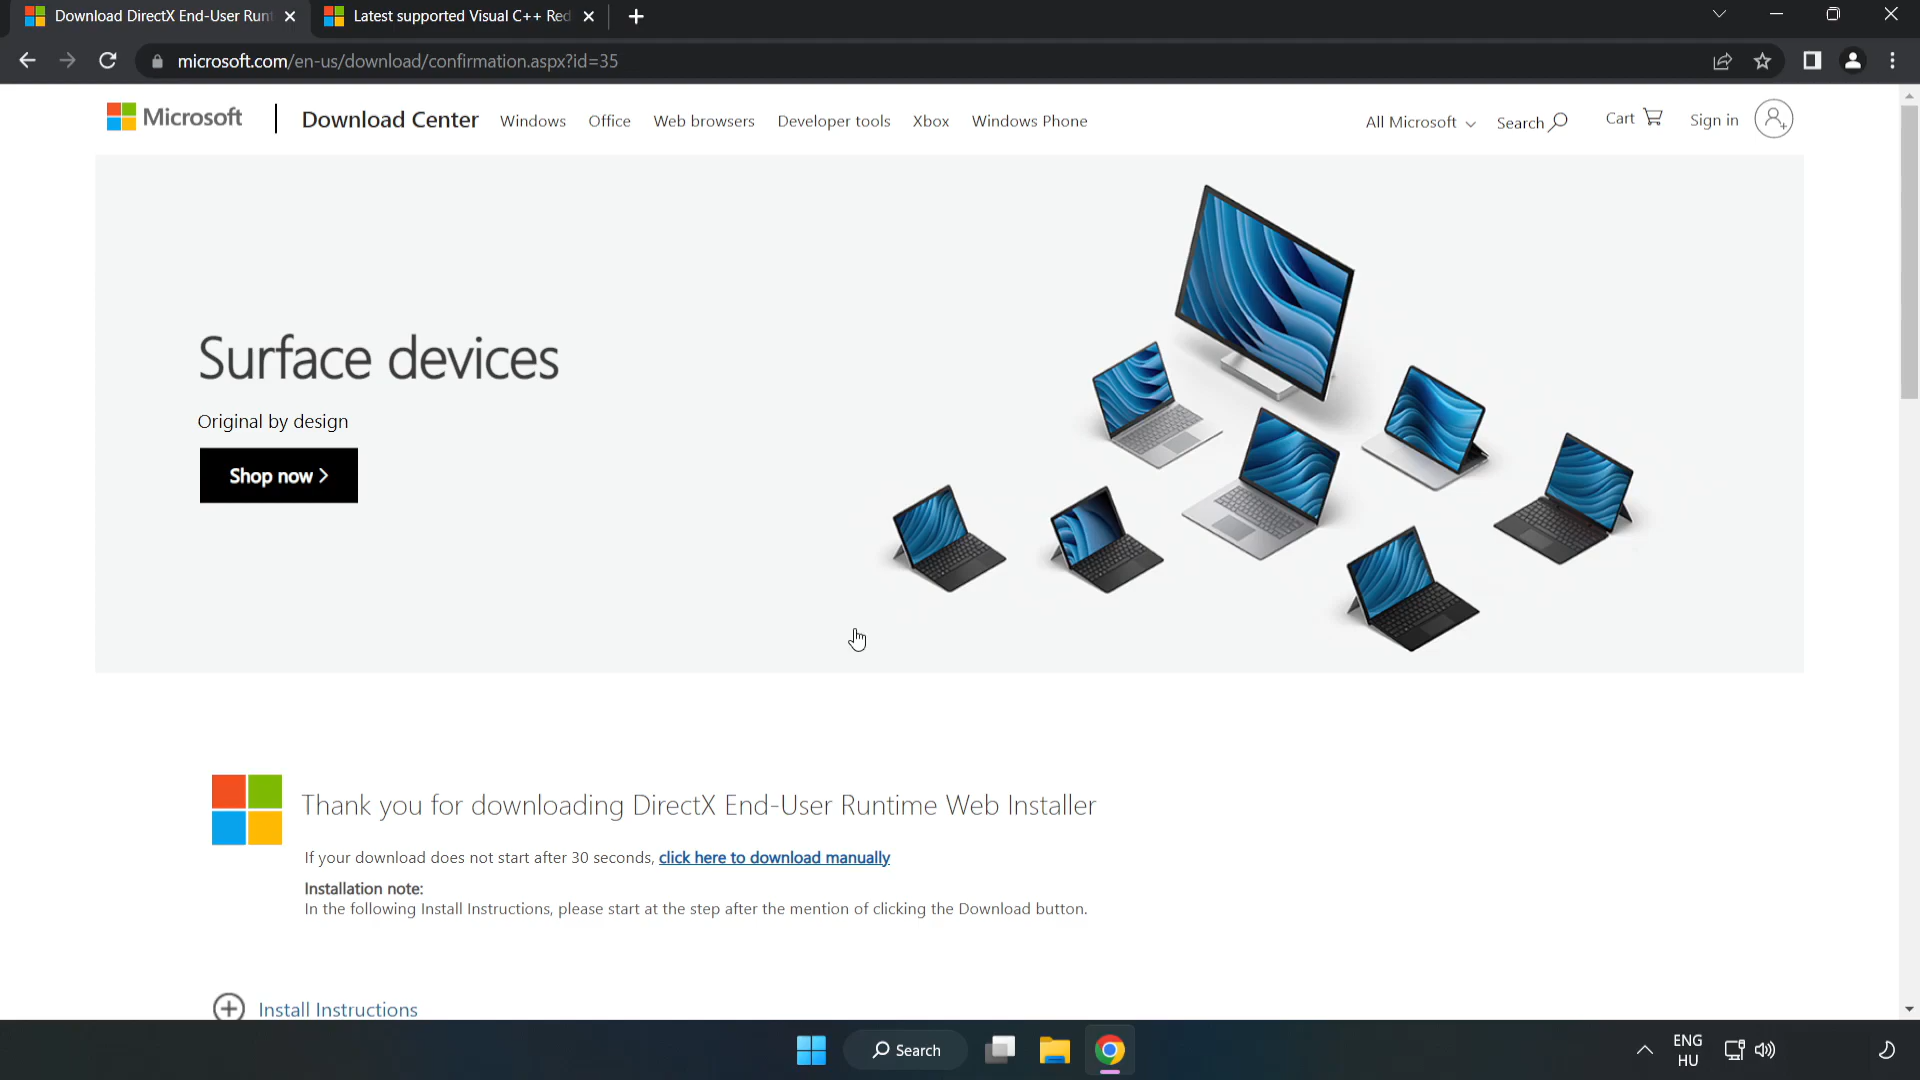 Download DirectX End-User Runt
Latest supported Visual C++ Red
microsoft.com/en-us/download/confirmation.aspx?id=35
Microsoft
Download Center
Windows
Office
Web browsers
Developer tools
Xbox
Windows Phone
All Microsoft
Search
Cart
Sign in
Surface devices
Original by design
Shop now
Thank you for downloading DirectX End-User Runtime Web Installer
If your download does not start after 30 seconds, click here to download manually
Installation note:
In the following Install Instructions, please start at the step after the mention of clicking the Download button.
Install Instructions
Search
ENG
HU